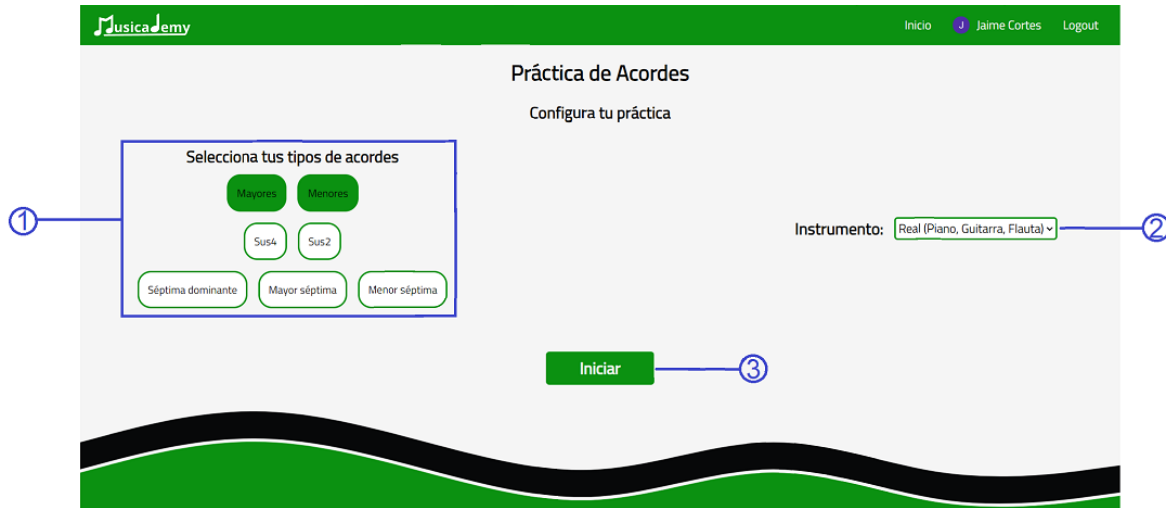 Musicademy
Inicio J Jaime Cortes Logout
Práctica de Acordes
Configura tu práctica
Selecciona tus tipos de acordes
Mayores Menores
1
Sus4 Sus2
Instrumento: Real (Piano, Guitarra, Flauta)
2
Séptima dominante Mayor séptima Menor séptima
Iniciar
3